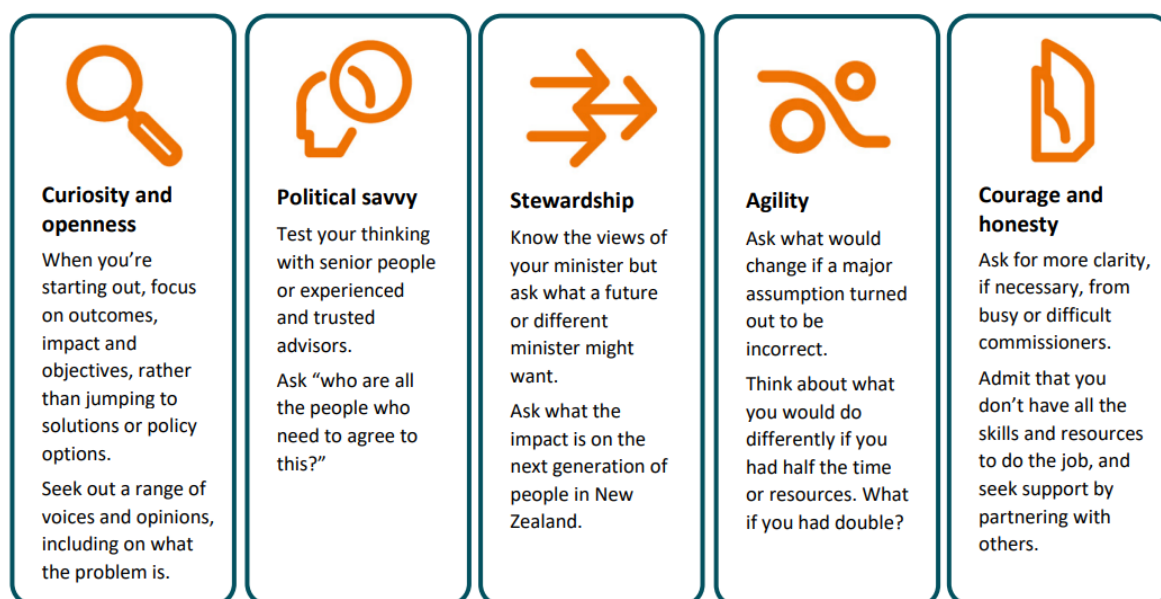 Curiosity and
openness
When you’re
starting out, focus
on outcomes,
impact and
objectives, rather
than jumping to
solutions or policy
options.
Seek out a range of
voices and opinions,
including on what
the problem is.
Political savvy
Test your thinking
with senior people
or experienced
and trusted
advisors.
Ask “who are all
the people who
need to agree to
this?”
Stewardship
Know the views of
your minister but
ask what a future
or different
minister might
want.
Ask what the
impact is on the
next generation of
people in New
Zealand.
Agility
Ask what would
change if a major
assumption turned
out to be
incorrect.
Think about what
you would do
differently if you
had half the time
or resources. What
if you had double?
Courage and
honesty
Ask for more clarity,
if necessary, from
busy or difficult
commissioners.
Admit that you
don’t have all the
skills and resources
to do the job, and
seek support by
partnering with
others.